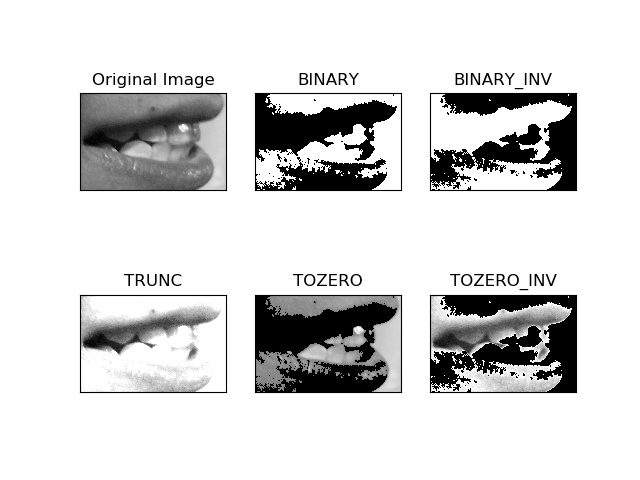 Original Image
BINARY
BINARY_INV
TRUNC
TOZERO
TOZERO_INV